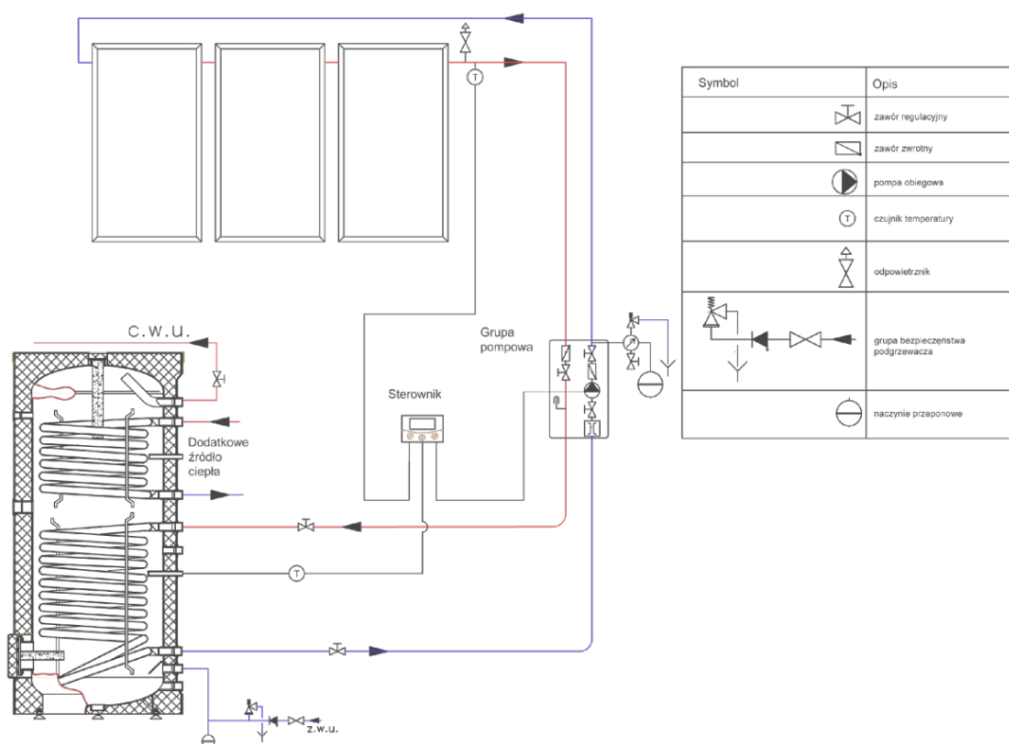 T
Symbol
Opis
zawór regulacyjny
zawór zwrotny
pompa obiegowa
T
czujnik temperatury
odpowietrznik
grupa bezpieczeństwa
podgrzewacza
naczynie przeponowe
c.w.u.
Grupa
pompowa
Sterownik
Dodatkowe
źródło
ciepła
T
z.w.u.